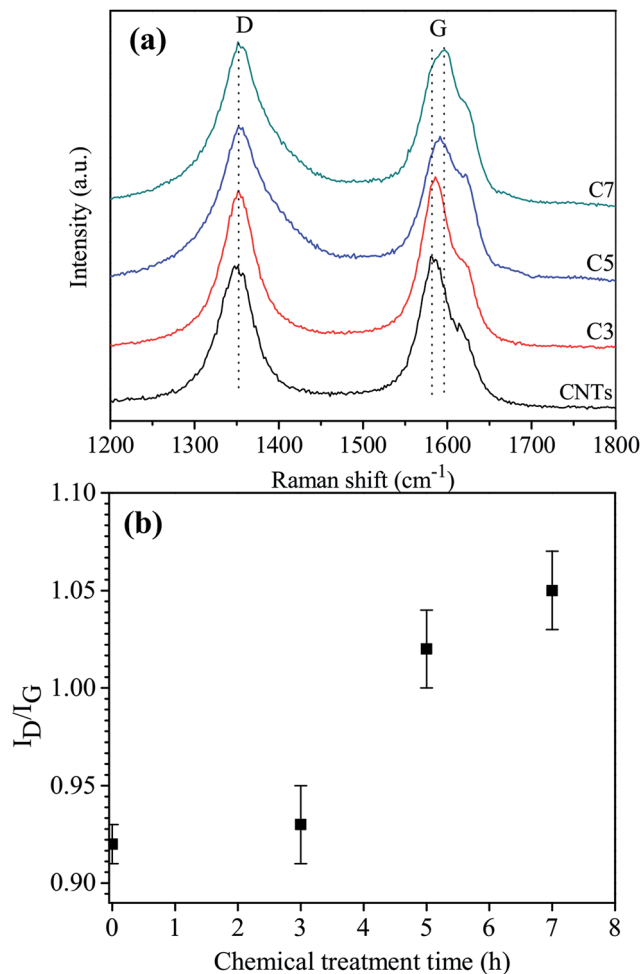 (a)
D
G
C7
C5
C3
CNTs
Intensity (a.u.)
1200 1300 1400 1500 1600 1700 1800
Raman shift (cm⁻¹)
(b)
1.10
1.05
1.00
0.95
0.90
I_D/I_G
0 1 2 3 4 5 6 7 8
Chemical treatment time (h)